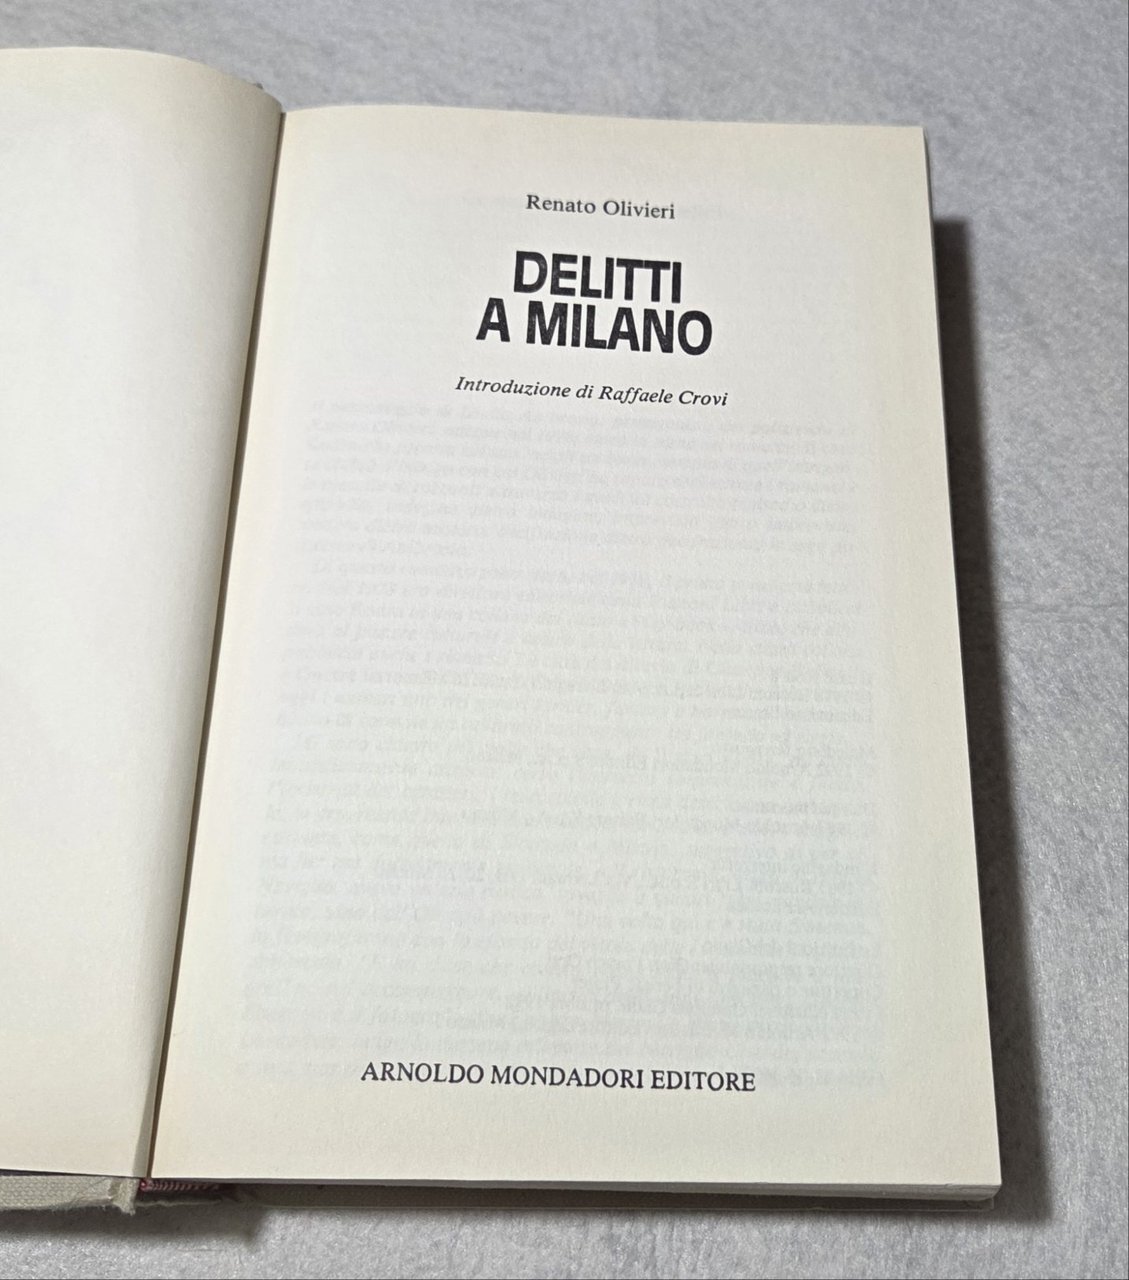 Renato Olivieri
DELITTI
A MILANO
Introduzione di Raffaele Crovi
ARNOLDO MONDADORI EDITORE